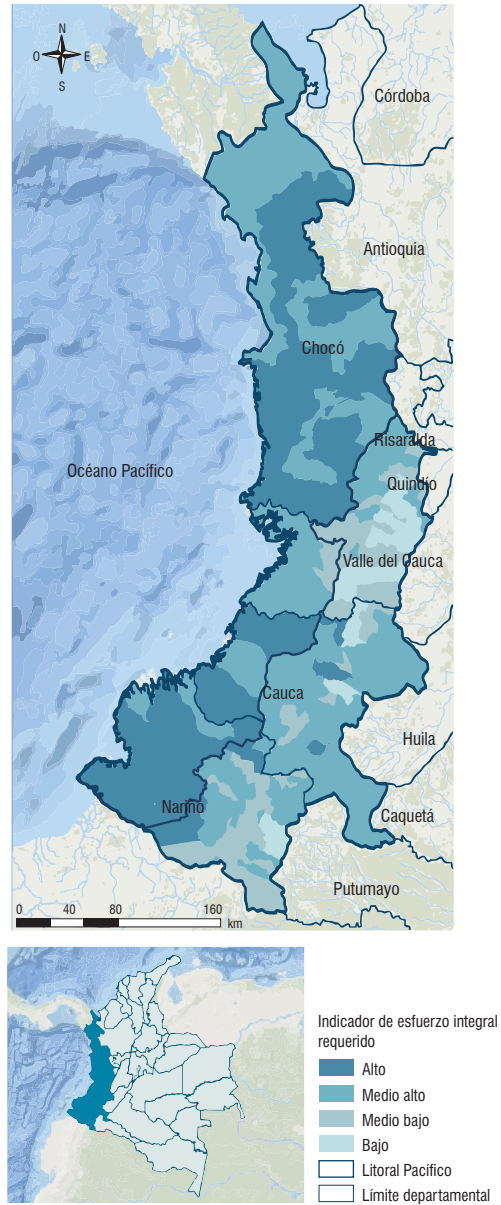 N
O E
S
Córdoba
Antioquia
Chocó
Risaralda
Océano Pacífico
Quindío
Valle del Cauca
Cauca
Huila
Nariño
Caquetá
Putumayo
0 40 80 160
km
Indicador de esfuerzo integral
requerido
Alto
Medio alto
Medio bajo
Bajo
Litoral Pacífico
Límite departamental